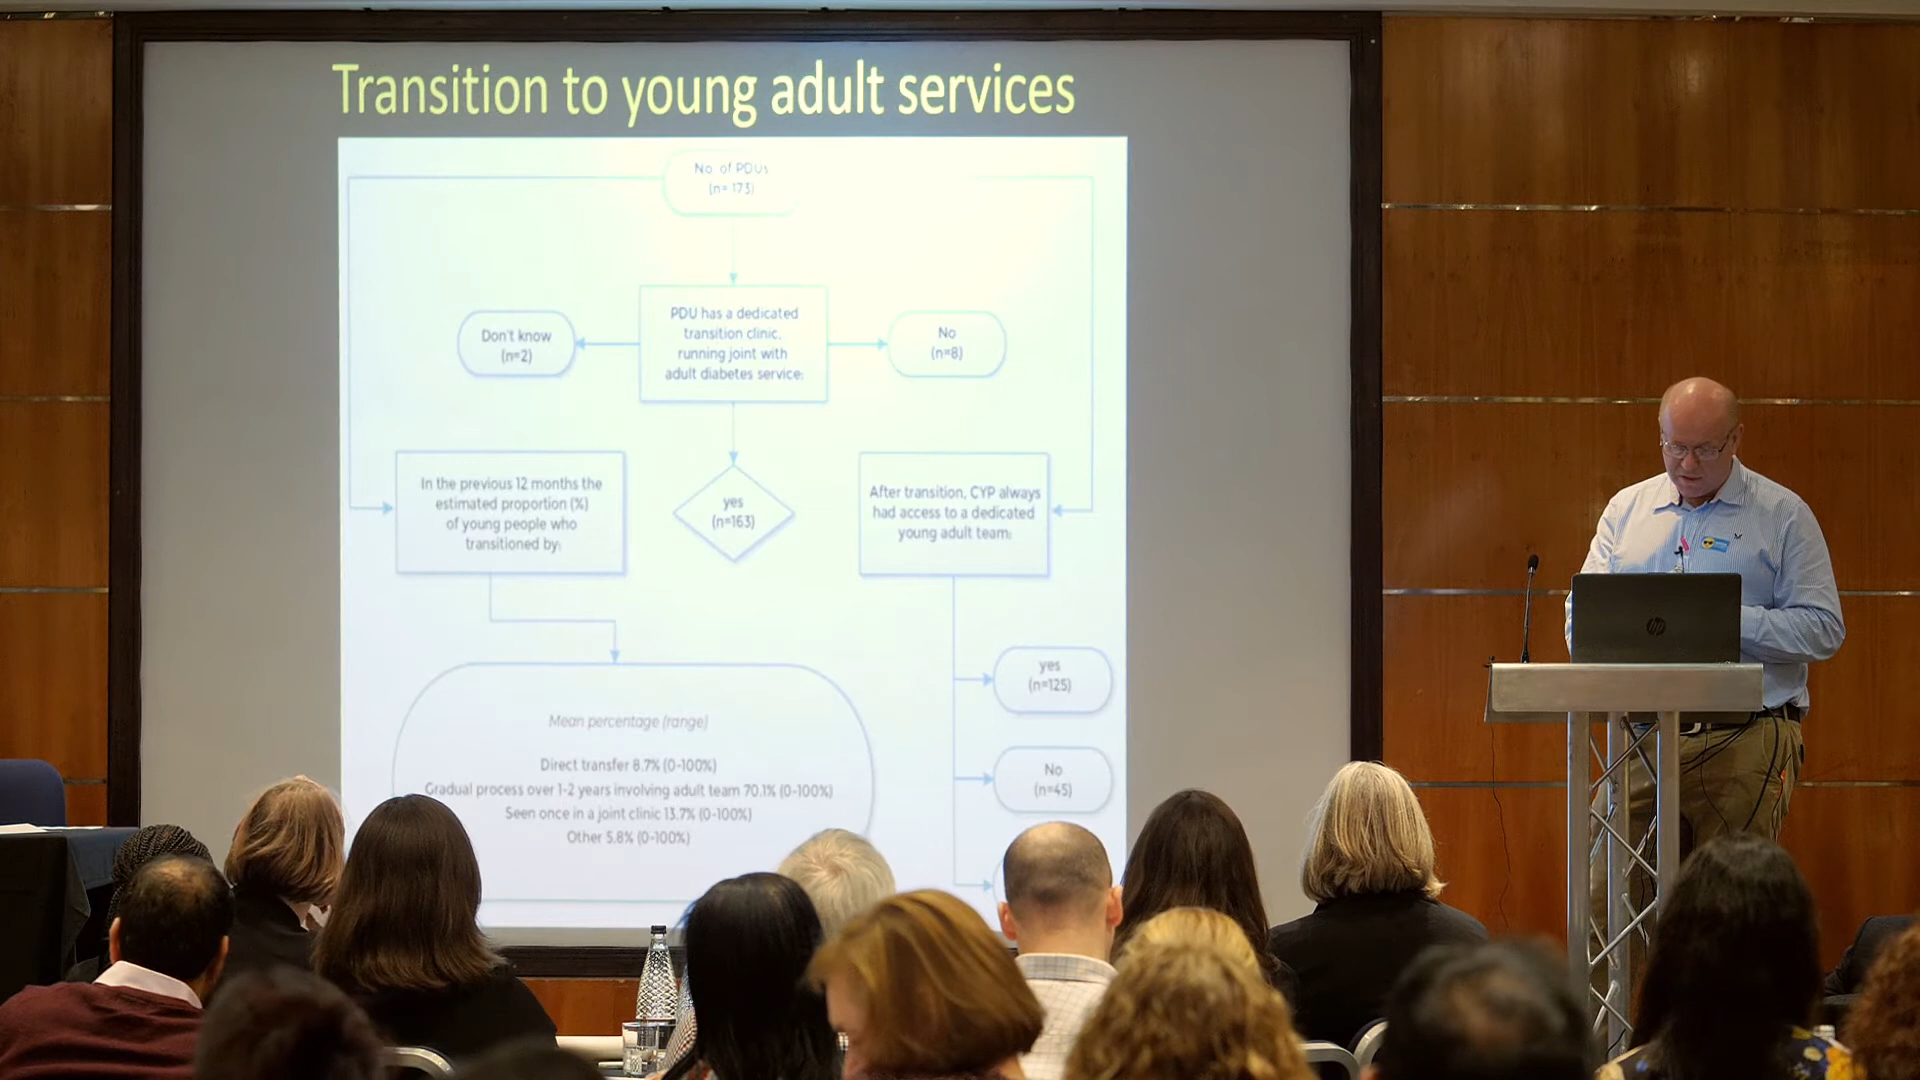 Transition to young adult services
No. of PDUs
(n= 173)
Don't know
(n=2)
PDU has a dedicated
transition clinic,
running joint with
adult diabetes service:
No
(n=8)
In the previous 12 months the
estimated proportion (%)
of young people who
transitioned by:
yes
(n=163)
After transition, CYP always
had access to a dedicated
young adult team:
yes
(n=125)
No
(n=45)
Mean percentage (range)
Direct transfer 8.7% (0-100%)
Gradual process over 1-2 years involving adult team 70.1% (0-100%)
Seen once in a joint clinic 13.7% (0-100%)
Other 5.8% (0-100%)
hp